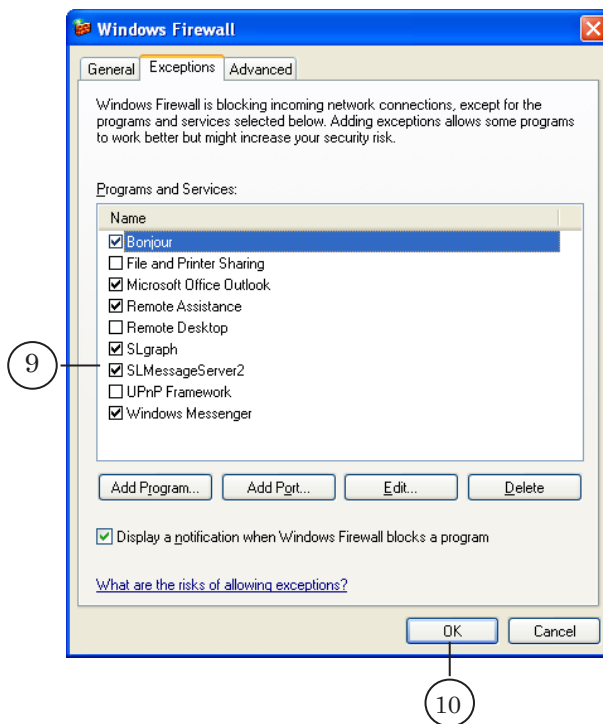 Windows Firewall
General Exceptions Advanced
Windows Firewall is blocking incoming network connections, except for the
programs and services selected below. Adding exceptions allows some programs
to work better but might increase your security risk.
Programs and Services:
Name
Bonjour
File and Printer Sharing
Microsoft Office Outlook
Remote Assistance
Remote Desktop
SLgraph
9
SLMessageServer2
UPnP Framework
Windows Messenger
Add Program... Add Port... Edit... Delete
Display a notification when Windows Firewall blocks a program
What are the risks of allowing exceptions?
OK Cancel
10